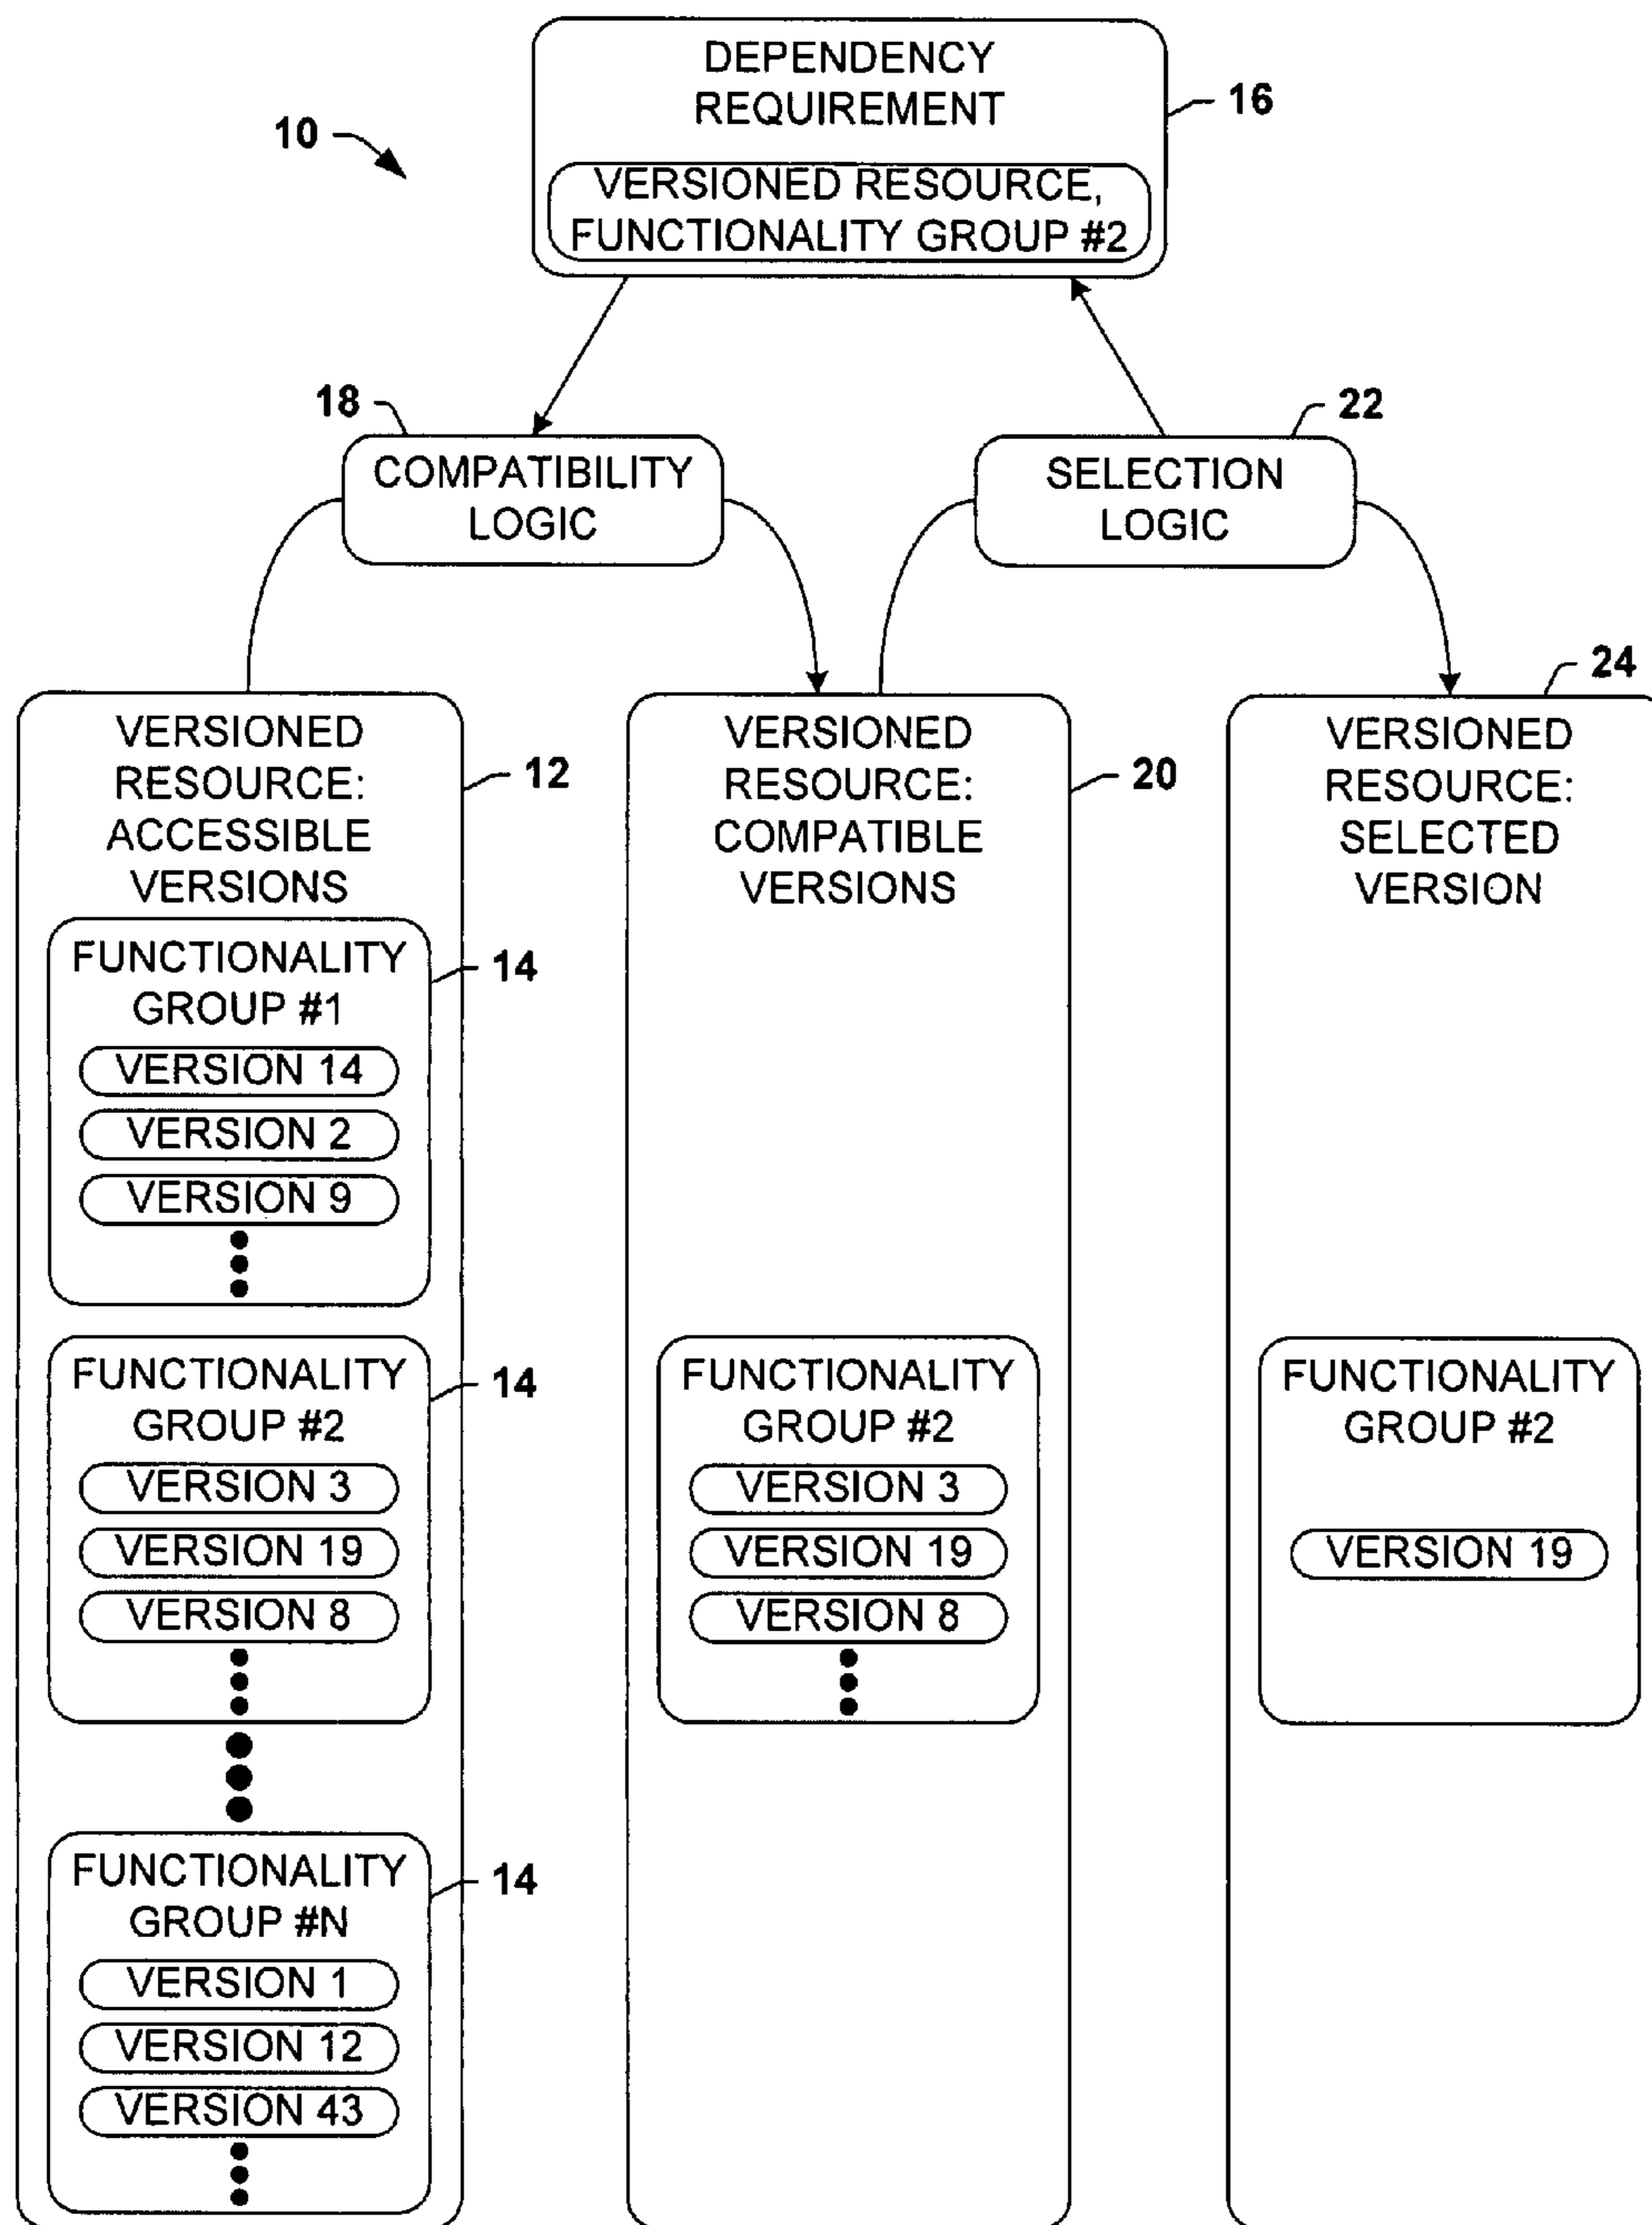 DEPENDENCY
REQUIREMENT
16
10
VERSIONED RESOURCE,
FUNCTIONALITY GROUP #2
18
22
COMPATIBILITY
LOGIC
SELECTION
LOGIC
24
VERSIONED
RESOURCE:
ACCESSIBLE
VERSIONS
12
FUNCTIONALITY
GROUP #1
14
VERSION 14
VERSION 2
VERSION 9
FUNCTIONALITY
GROUP #2
14
VERSION 3
VERSION 19
VERSION 8
FUNCTIONALITY
GROUP #N
14
VERSION 1
VERSION 12
VERSION 43
VERSIONED
RESOURCE:
COMPATIBLE
VERSIONS
20
FUNCTIONALITY
GROUP #2
VERSION 3
VERSION 19
VERSION 8
VERSIONED
RESOURCE:
SELECTED
VERSION
FUNCTIONALITY
GROUP #2
VERSION 19